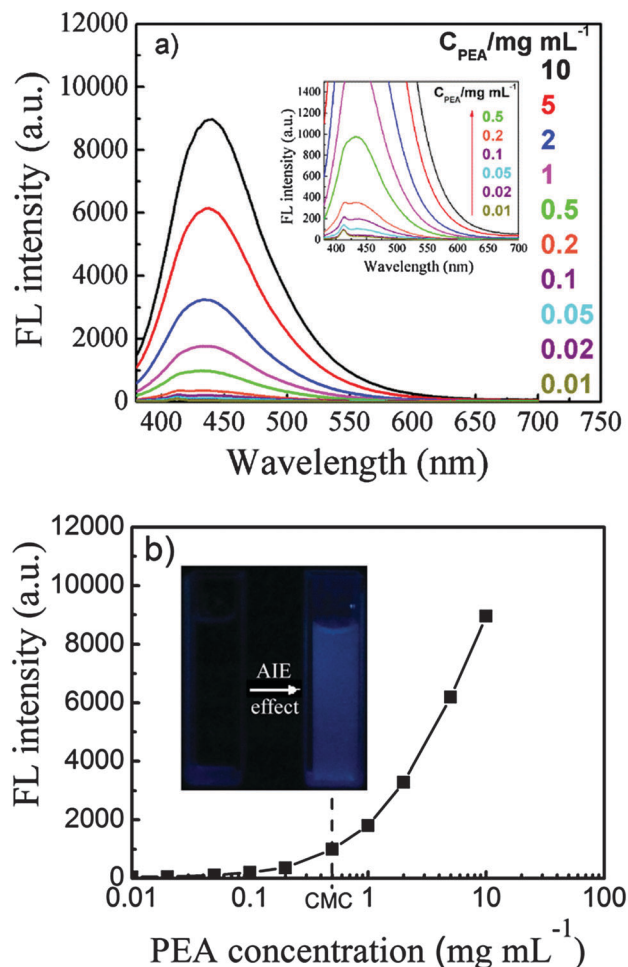 a)
C_PEA/mg mL⁻¹
10
5
2
1
0.5
0.2
0.1
0.05
0.02
0.01
FL intensity (a.u.)
12000
10000
8000
6000
4000
2000
0
400 450 500 550 600 650 700 750
Wavelength (nm)
C_PEA/mg mL⁻¹
0.5
0.2
0.1
0.05
0.02
0.01
FL intensity (a.u.)
1400
1200
1000
800
600
400
200
0
400 450 500 550 600 650 700
Wavelength (nm)
b)
FL intensity (a.u.)
12000
10000
8000
6000
4000
2000
0
AIE
effect
0.01 0.1 1 10 100
CMC
PEA concentration (mg mL⁻¹)